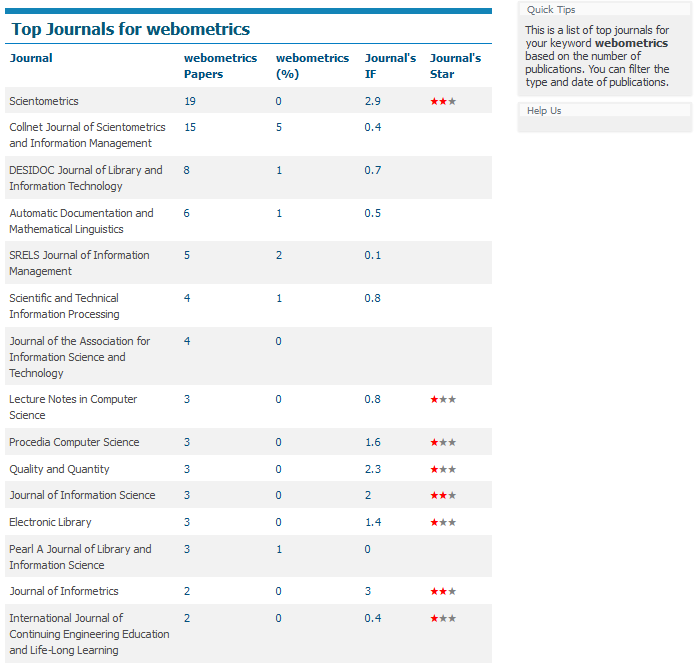 Top Journals for webometrics
Journal webometrics Papers webometrics (%) Journal's IF Journal's Star
Scientometrics 19 0 2.9
Collnet Journal of Scientometrics and Information Management 15 5 0.4
DESIDOC Journal of Library and Information Technology 8 1 0.7
Automatic Documentation and Mathematical Linguistics 6 1 0.5
SRELS Journal of Information Management 5 2 0.1
Scientific and Technical Information Processing 4 1 0.8
Journal of the Association for Information Science and Technology 4 0
Lecture Notes in Computer Science 3 0 0.8
Procedia Computer Science 3 0 1.6
Quality and Quantity 3 0 2.3
Journal of Information Science 3 0 2
Electronic Library 3 0 1.4
Pearl A Journal of Library and Information Science 3 1 0
Journal of Informetrics 2 0 3
International Journal of Continuing Engineering Education and Life-Long Learning 2 0 0.4
Quick Tips
This is a list of top journals for
your keyword webometrics
based on the number of
publications. You can filter the
type and date of publications.
Help Us